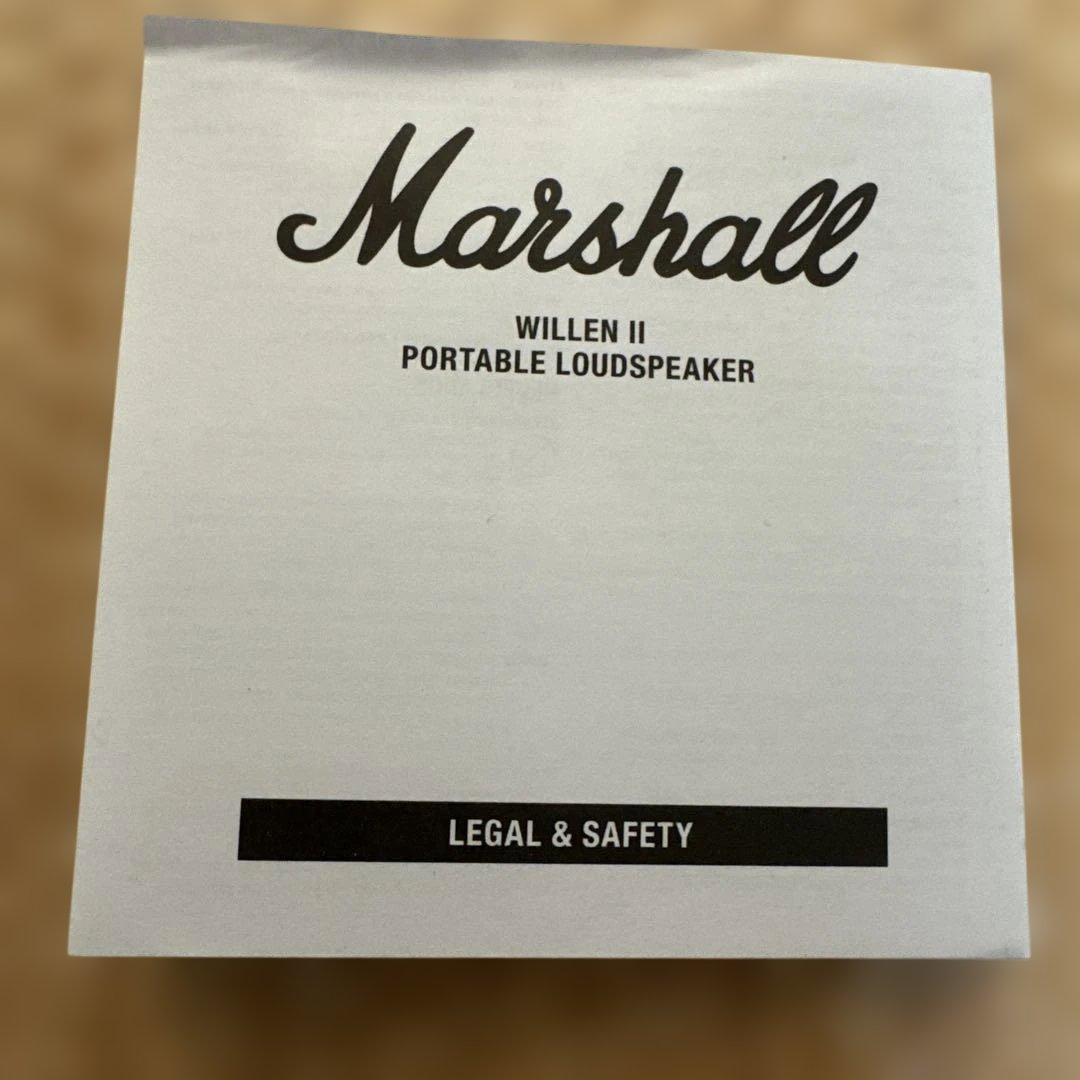 Marshall
WILLEN II
PORTABLE LOUDSPEAKER
LEGAL & SAFETY